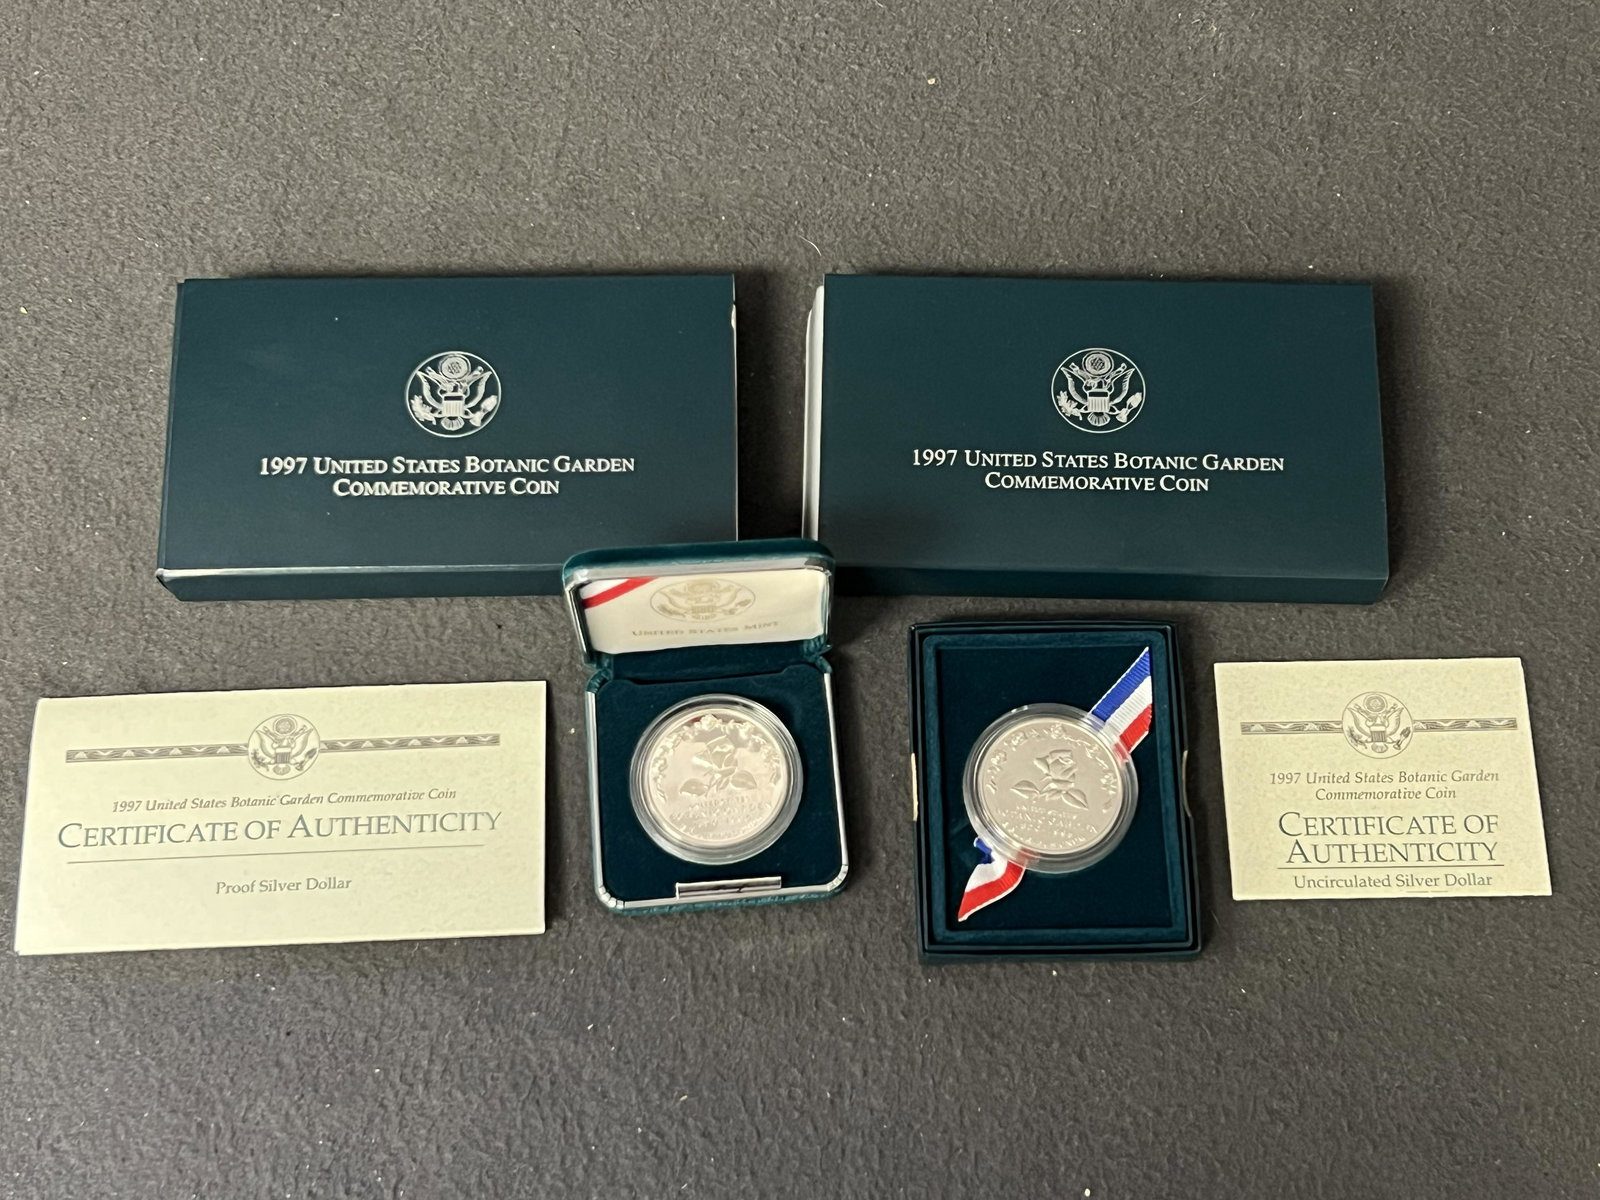 1997 UNITED STATES BOTANIC GARDEN
COMMEMORATIVE COIN
1997 UNITED STATES BOTANIC GARDEN
COMMEMORATIVE COIN
UNITED STATES MINT
1997 United States Botanic Garden Commemorative Coin
CERTIFICATE OF AUTHENTICITY
Proof Silver Dollar
1997 United States Botanic Garden
Commemorative Coin
CERTIFICATE OF
AUTHENTICITY
Uncirculated Silver Dollar